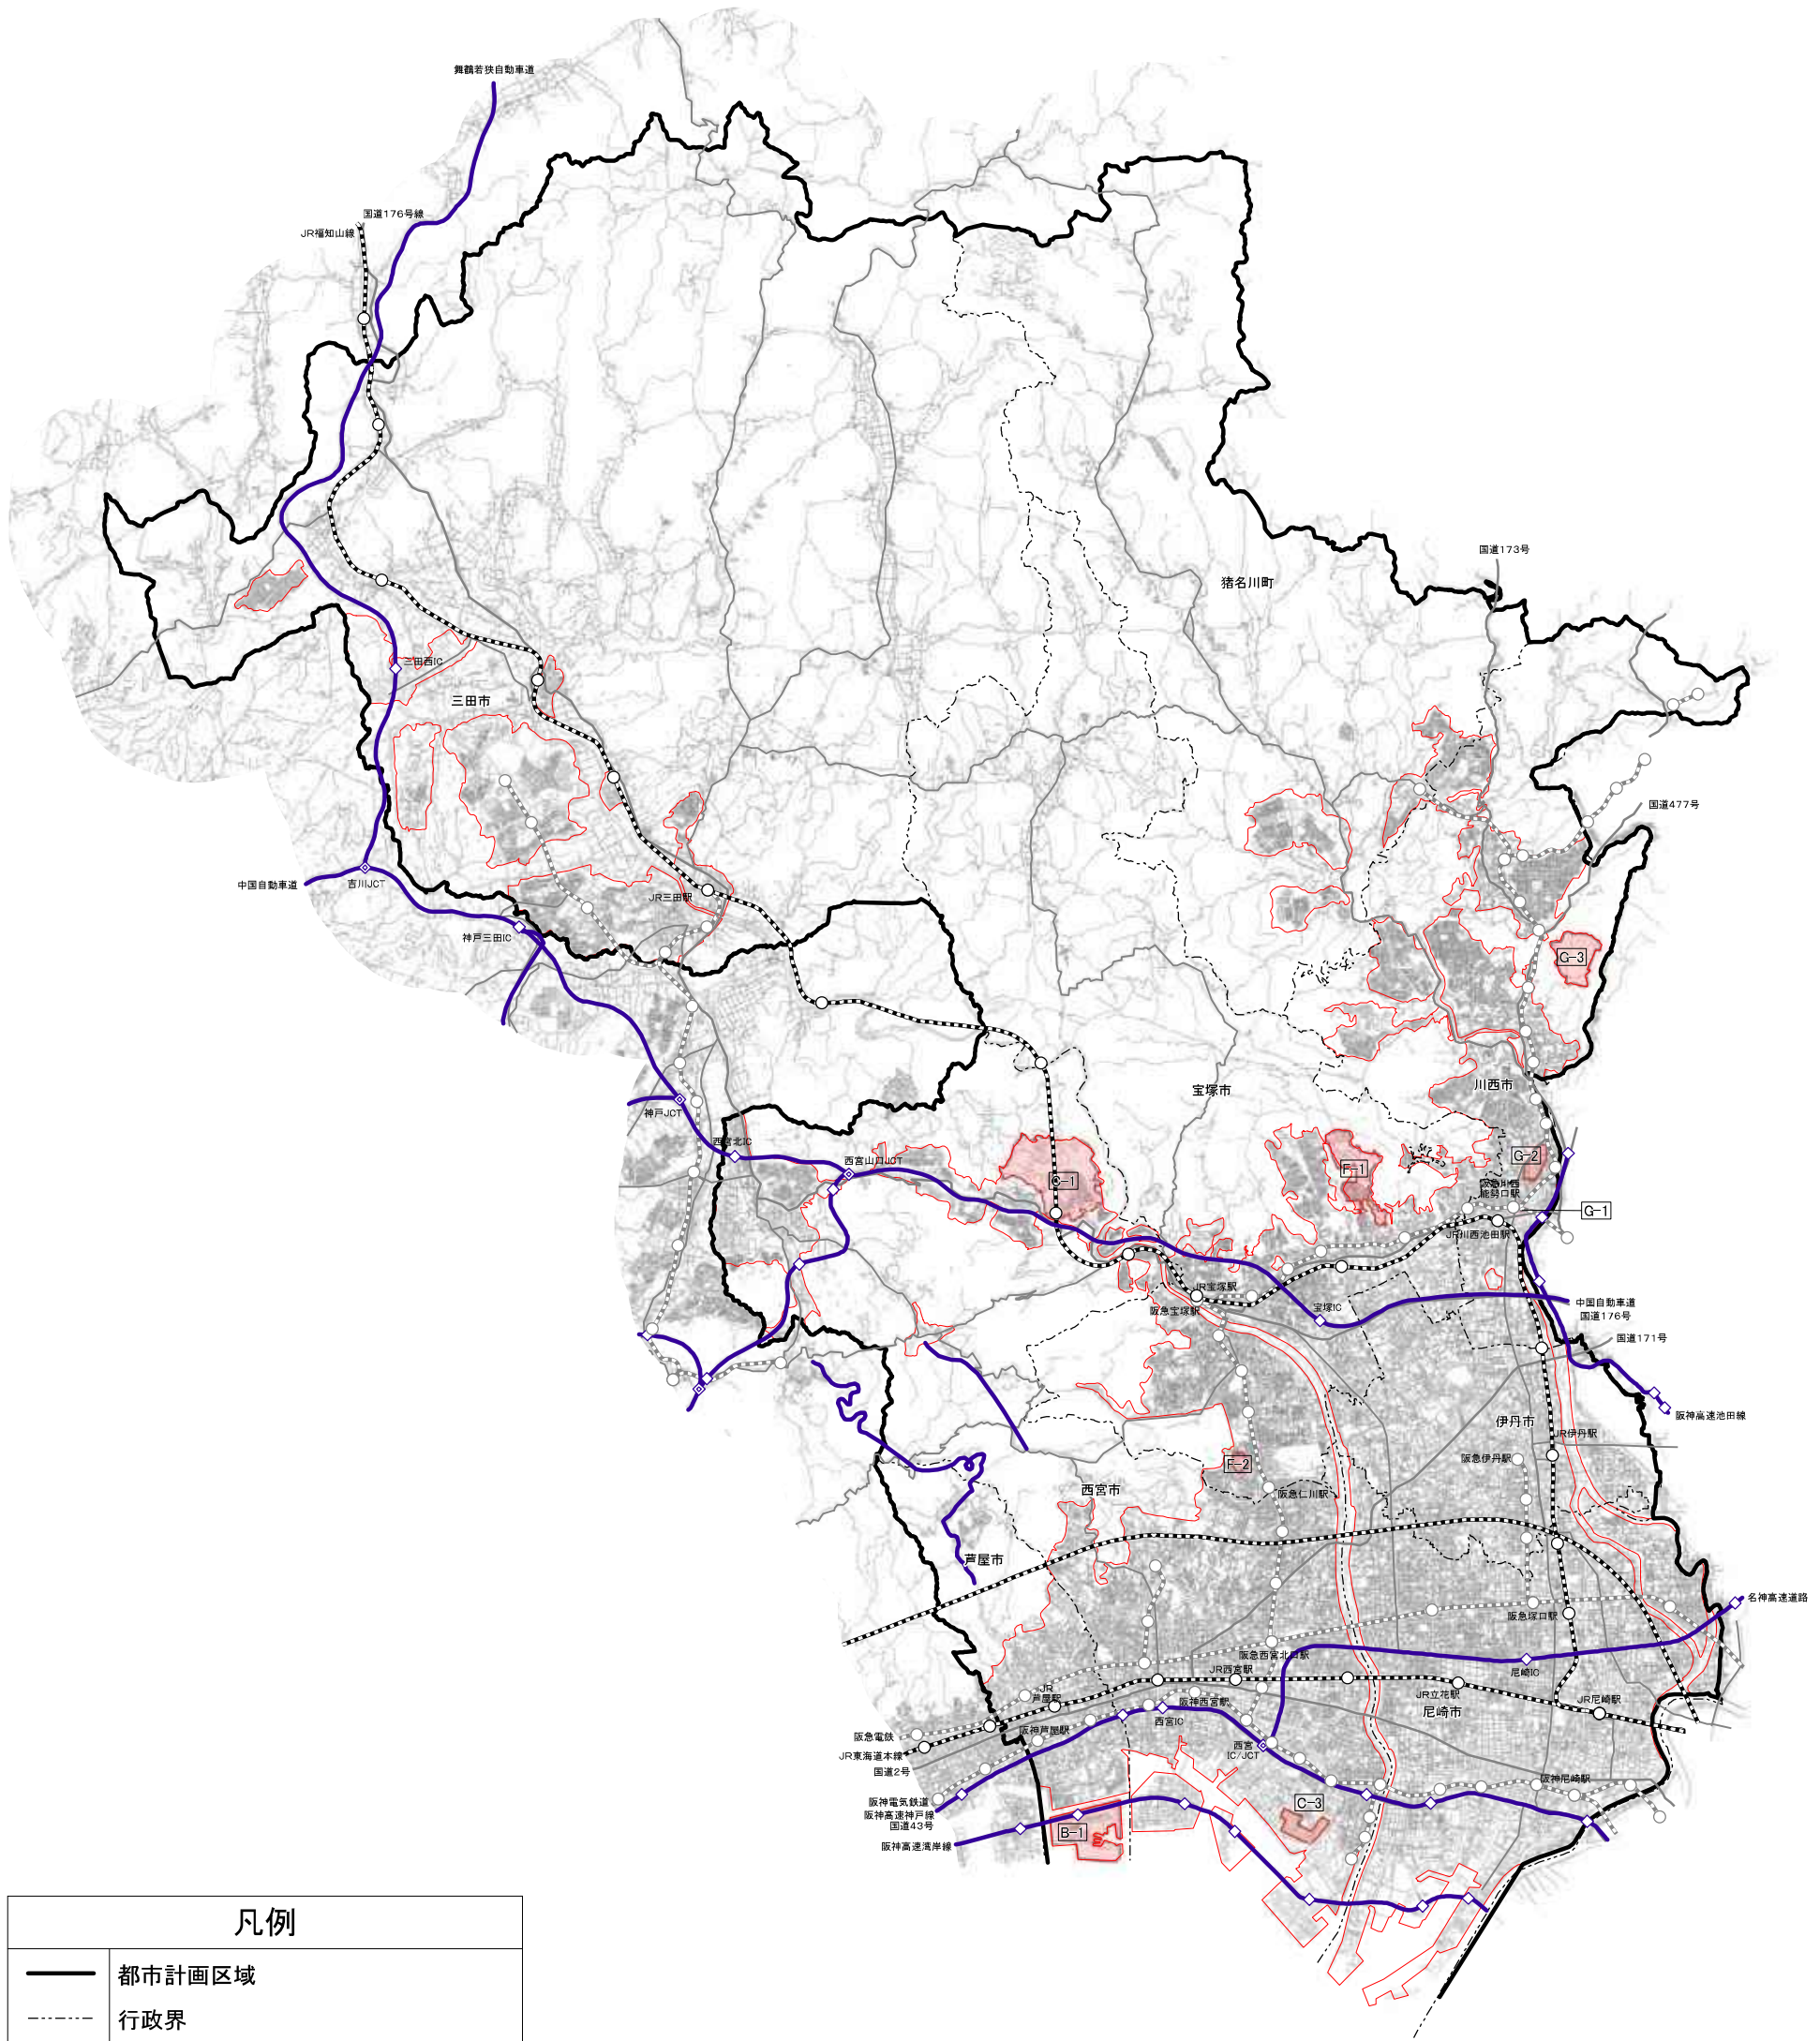 舞鶴若狭自動車道
国道176号線
JR福知山線
国道173号
猪名川町
三田西IC
三田市
国道477号
中国自動車道
吉川JCT
JR三田駅
神戸三田IC
G-3
川西市
宝塚市
神戸JCT
西宮北IC
西宮山口JCT
C-1
F-1
G-2
阪急川西
能勢口駅
G-1
JR川西池田駅
JR宝塚駅
阪急宝塚駅
宝塚IC
中国自動車道
国道176号
国道171号
阪神高速池田線
伊丹市
JR伊丹駅
阪急伊丹駅
F-2
西宮市
阪急仁川駅
芦屋市
名神高速道路
阪急塚口駅
阪急西宮北口駅
尼崎IC
JR西宮駅
JR
芦屋駅
JR立花駅
JR尼崎駅
阪神西宮駅
尼崎市
西宮IC
阪神芦屋駅
阪急電鉄
JR東海道本線
西宮
IC/JCT
国道2号
阪神尼崎駅
阪神電気鉄道
阪神高速神戸線
国道43号
C-3
B-1
阪神高速湾岸線
凡例
都市計画区域
行政界